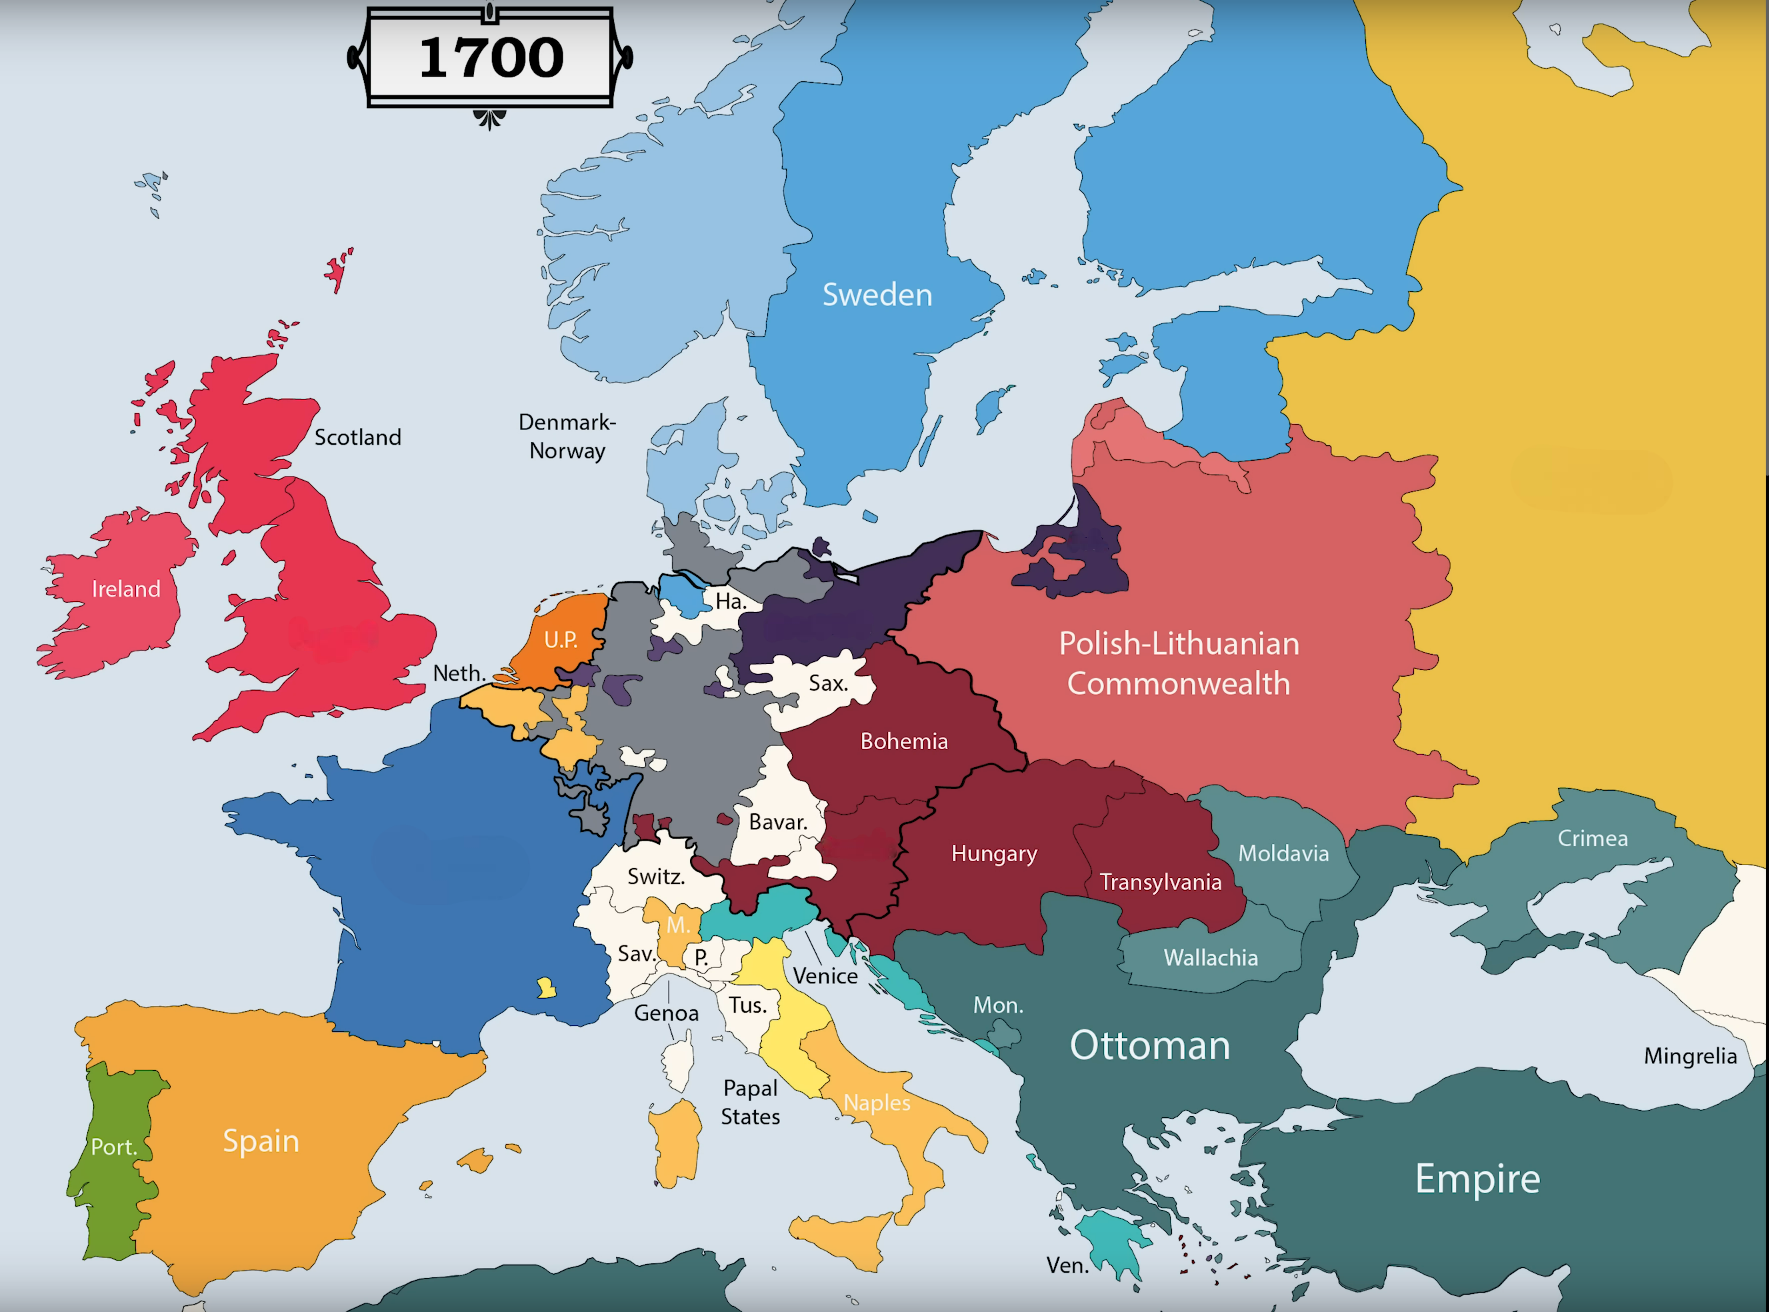 1700
Sweden
Scotland
Denmark-
Norway
Ireland
Ha.
U.P.
Neth.
Sax.
Polish-Lithuanian
Commonwealth
Bohemia
Bavar.
Hungary
Transylvania
Moldavia
Crimea
Switz.
M.
Sav.
P.
Venice
Wallachia
Genoa
Tus.
Mon.
Ottoman
Mingrelia
Papal
States
Naples
Port.
Spain
Empire
Ven.